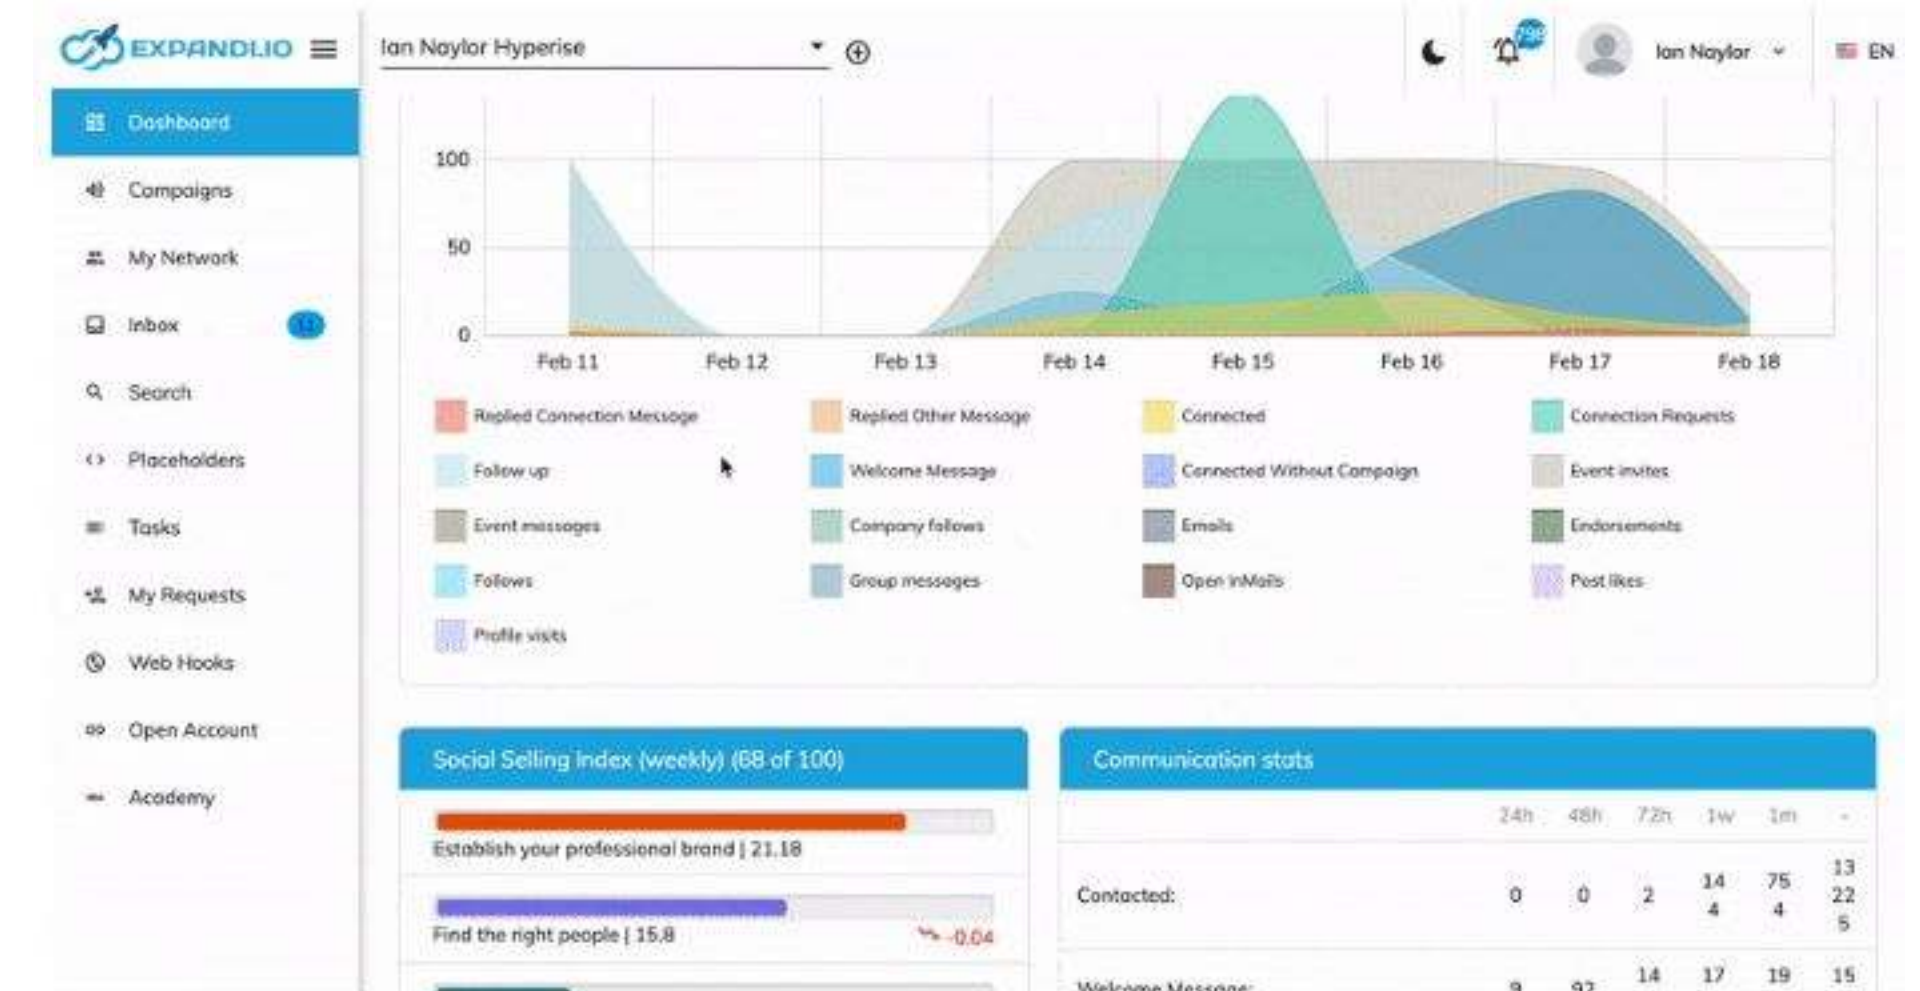 EXPANDLIO
Ian Naylor Hyperise
Ian Naylor
EN
Dashboard
Campaigns
My Network
Inbox
Search
Placeholders
Tasks
My Requests
Web Hooks
Open Account
Academy
100
50
0
Feb 11 Feb 12 Feb 13 Feb 14 Feb 15 Feb 16 Feb 17 Feb 18
Replied Connection Message Replied Other Message Connected Connection Requests
Follow up Welcome Message Connected Without Campaign Event invites
Event messages Company follows Emails Endorsements
Follows Group messages Open InMails Post likes
Profile visits
Social Selling Index (weekly) (68 of 100)
Establish your professional brand | 21.18
Find the right people | 15.8 -0.04
Communication stats
24h 48h 72h 1w 1m -
Contacted: 0 0 2 14 75 13
4 4 22
5
Welcome Message: 9 92 14 17 19 15